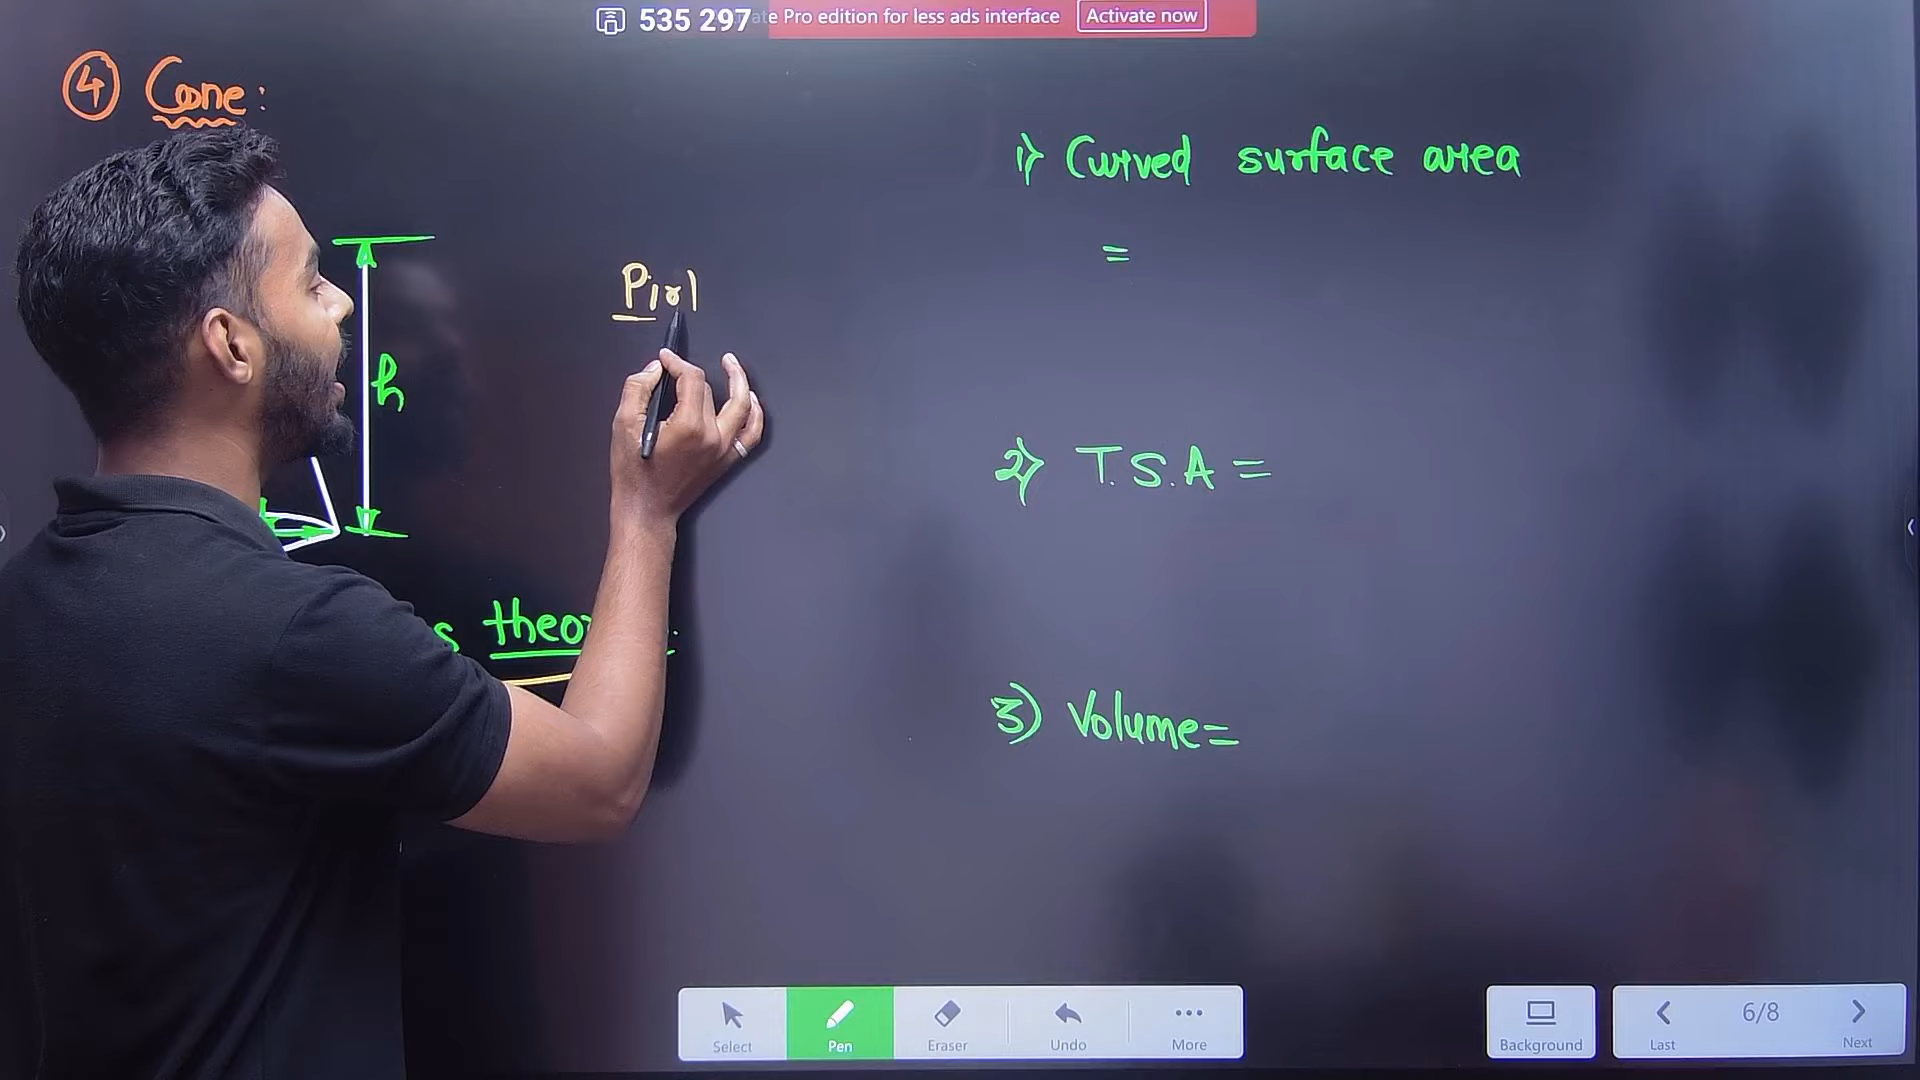 535 297
te Pro edition for less ads interface
Activate now
④ Cone:
1) Curved surface area
=
Pirl
h
2) T.S.A =
s
3) Volume=
Select
Pen
Eraser
Undo
More
Background
Last
6/8
Next